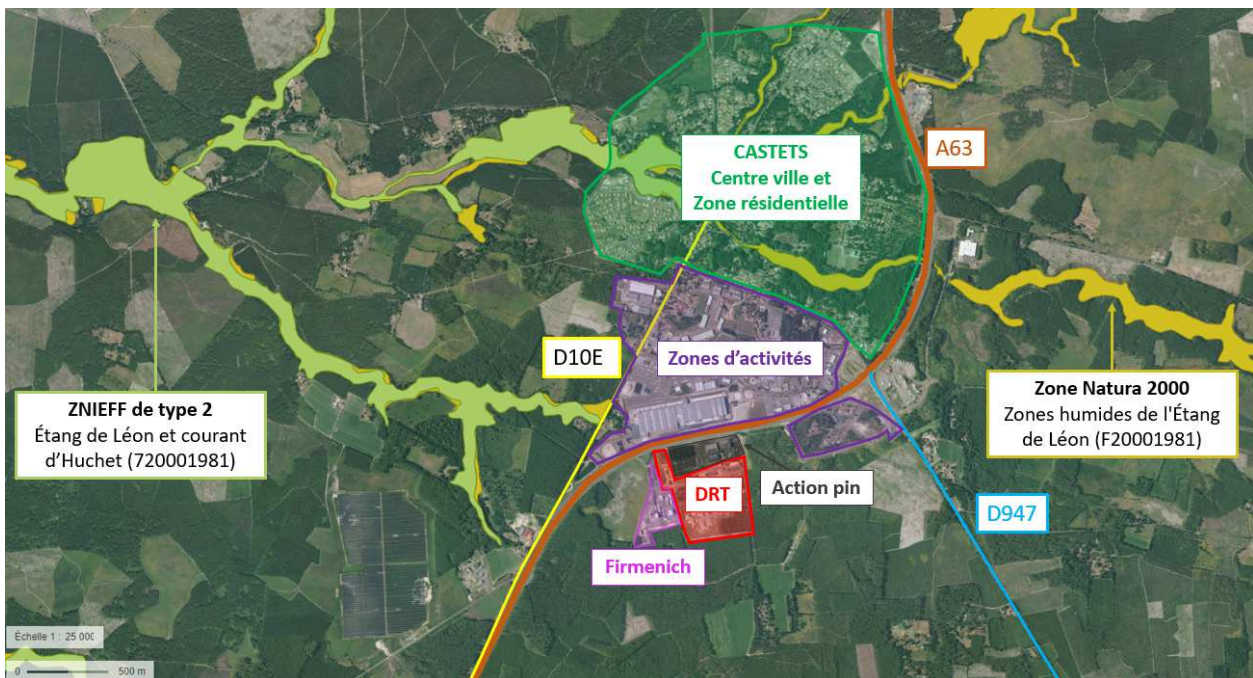 CASTETS
Centre ville et
Zone résidentielle
A63
D10E
Zones d'activités
ZNIEFF de type 2
Étang de Léon et courant
d'Huchet (720001981)
Zone Natura 2000
Zones humides de l'Étang
de Léon (F20001981)
DRT
Action pin
D947
Firmenich
Échelle 1 : 25 000
0 500 m